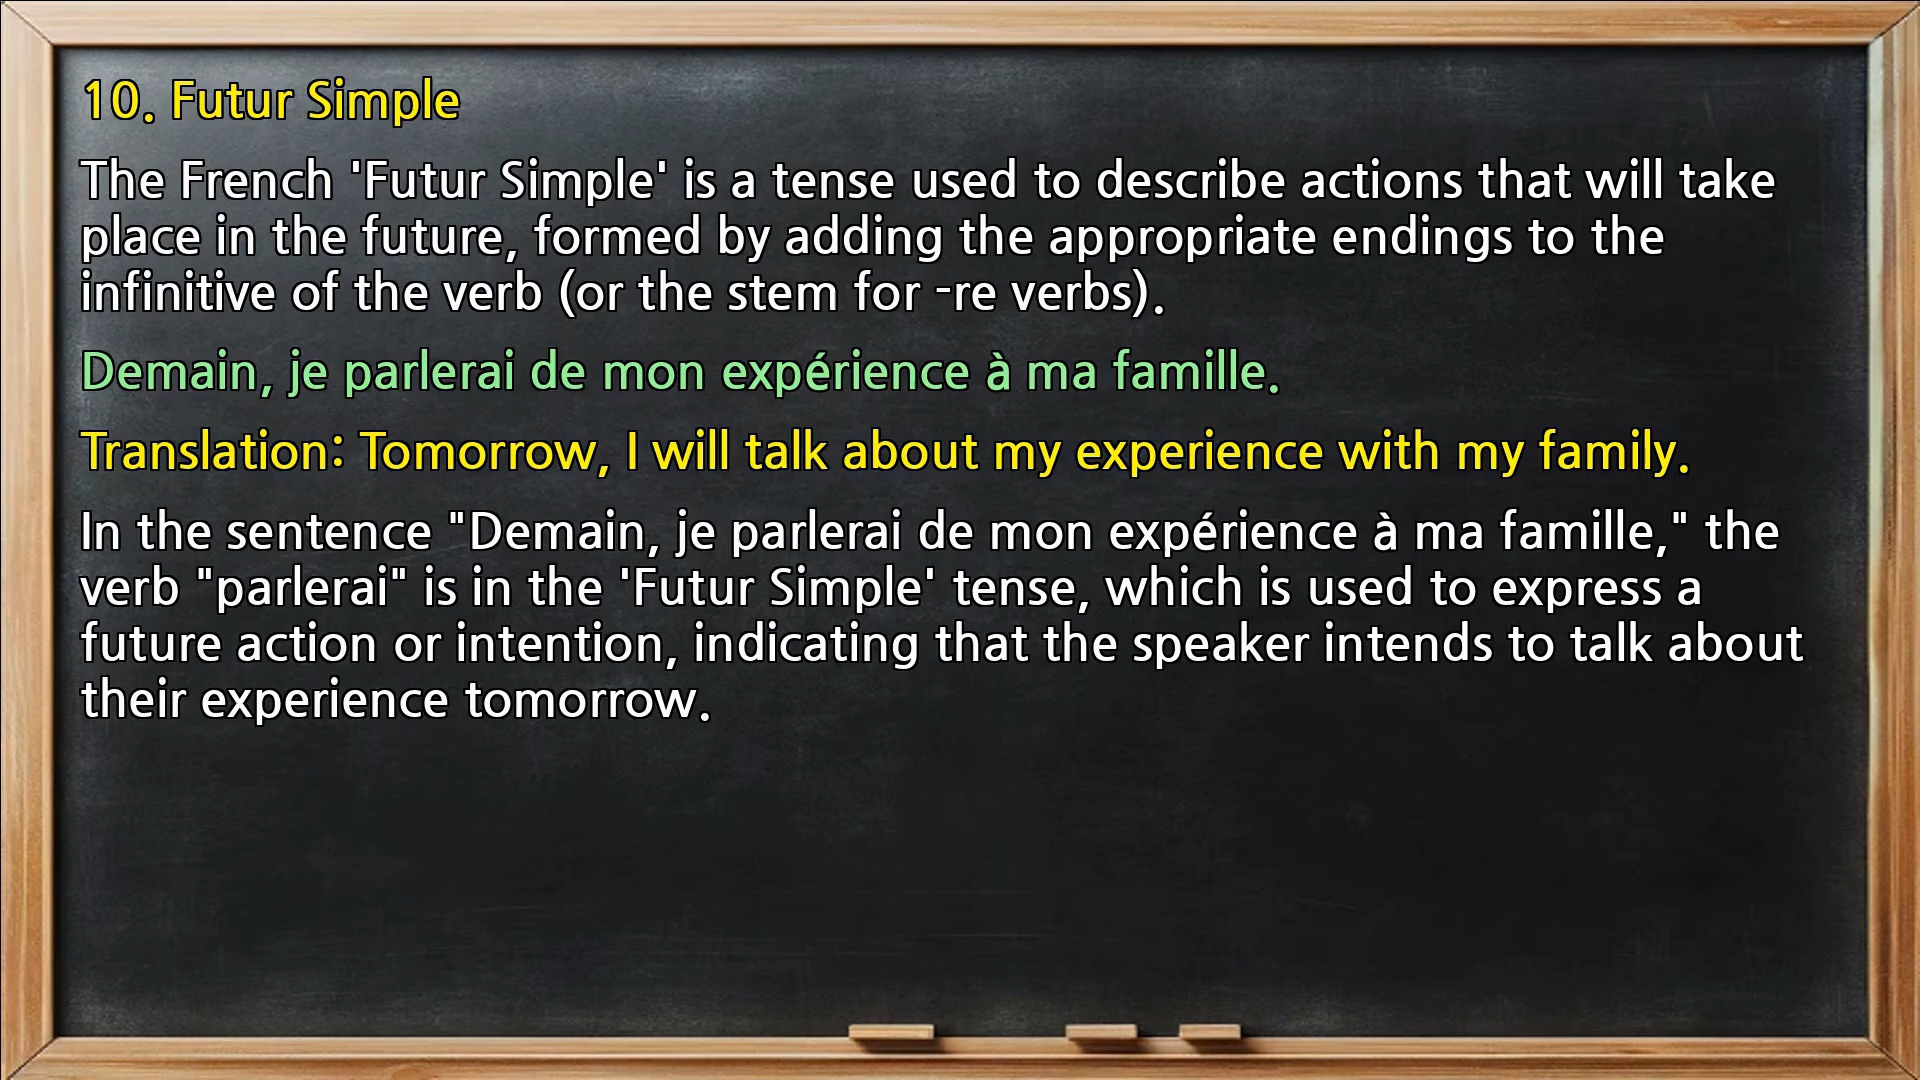 10. Futur Simple
The French 'Futur Simple' is a tense used to describe actions that will take
place in the future, formed by adding the appropriate endings to the
infinitive of the verb (or the stem for -re verbs).
Demain, je parlerai de mon expérience à ma famille.
Translation: Tomorrow, I will talk about my experience with my family.
In the sentence "Demain, je parlerai de mon expérience à ma famille," the
verb "parlerai" is in the 'Futur Simple' tense, which is used to express a
future action or intention, indicating that the speaker intends to talk about
their experience tomorrow.